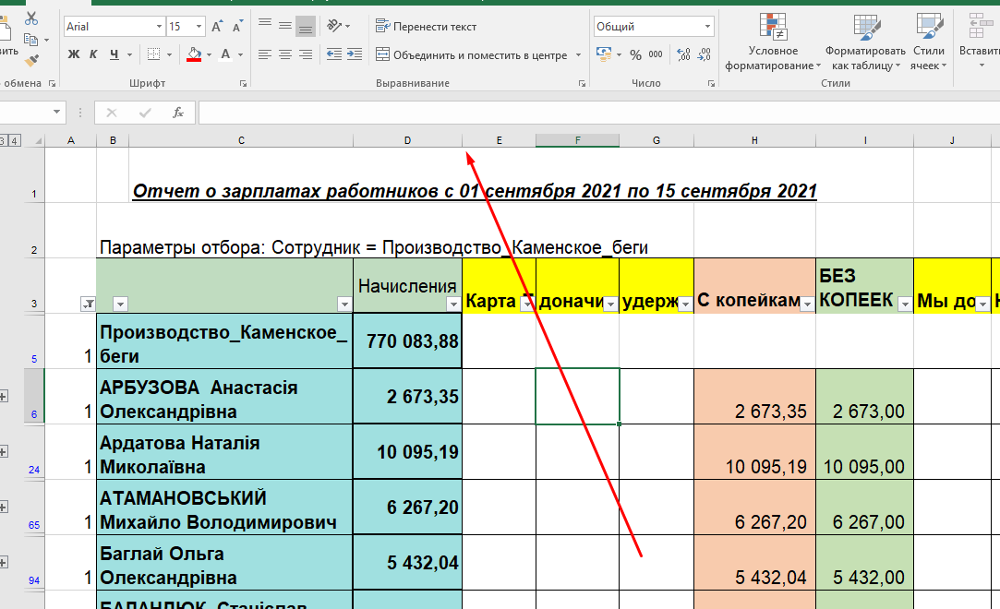 Arial 15
Перенести текст
Общий
вить
Ж К Ч
Объединить и поместить в центре
% 000
Условное форматирование
Форматировать как таблицу
Стили ячеек
Вставить
обмена
Шрифт
Выравнивание
Число
Стили
fx
3 4
A B C D E F G H I J
1 Отчет о зарплатах работников с 01 сентября 2021 по 15 сентября 2021
2 Параметры отбора: Сотрудник = Производство_Каменское_беги
3 Начисления Карта доначи удерж С копейкам БЕЗ КОПЕЕК Мы до
5 1 Производство_Каменское_беги 770 083,88
6 1 АРБУЗОВА Анастасія Олександрівна 2 673,35 2 673,35 2 673,00
24 1 Ардатова Наталія Миколаївна 10 095,19 10 095,19 10 095,00
65 1 АТАМАНОВСЬКИЙ Михайло Володимирович 6 267,20 6 267,20 6 267,00
94 1 Баглай Ольга Олександрівна 5 432,04 5 432,04 5 432,00